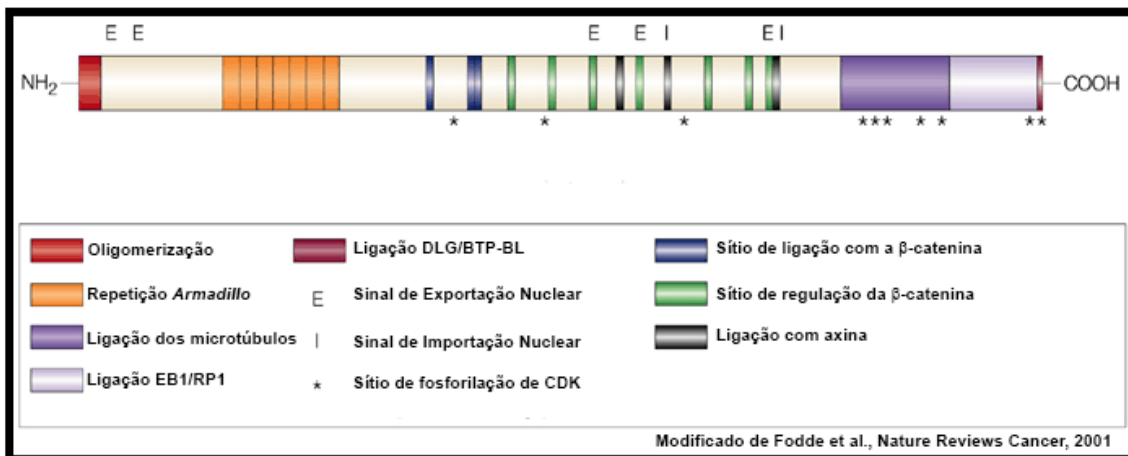 E E E E I E I
NH2 COOH
* * * * * * * * * *
Oligomerização
Repetição Armadillo
Ligação dos microtúbulos
Ligação EB1/RP1
Ligação DLG/BTP-BL
E Sinal de Exportação Nuclear
I Sinal de Importação Nuclear
* Sítio de fosforilação de CDK
Sítio de ligação com a β-catenina
Sítio de regulação da β-catenina
Ligação com axina
Modificado de Fodde et al., Nature Reviews Cancer, 2001